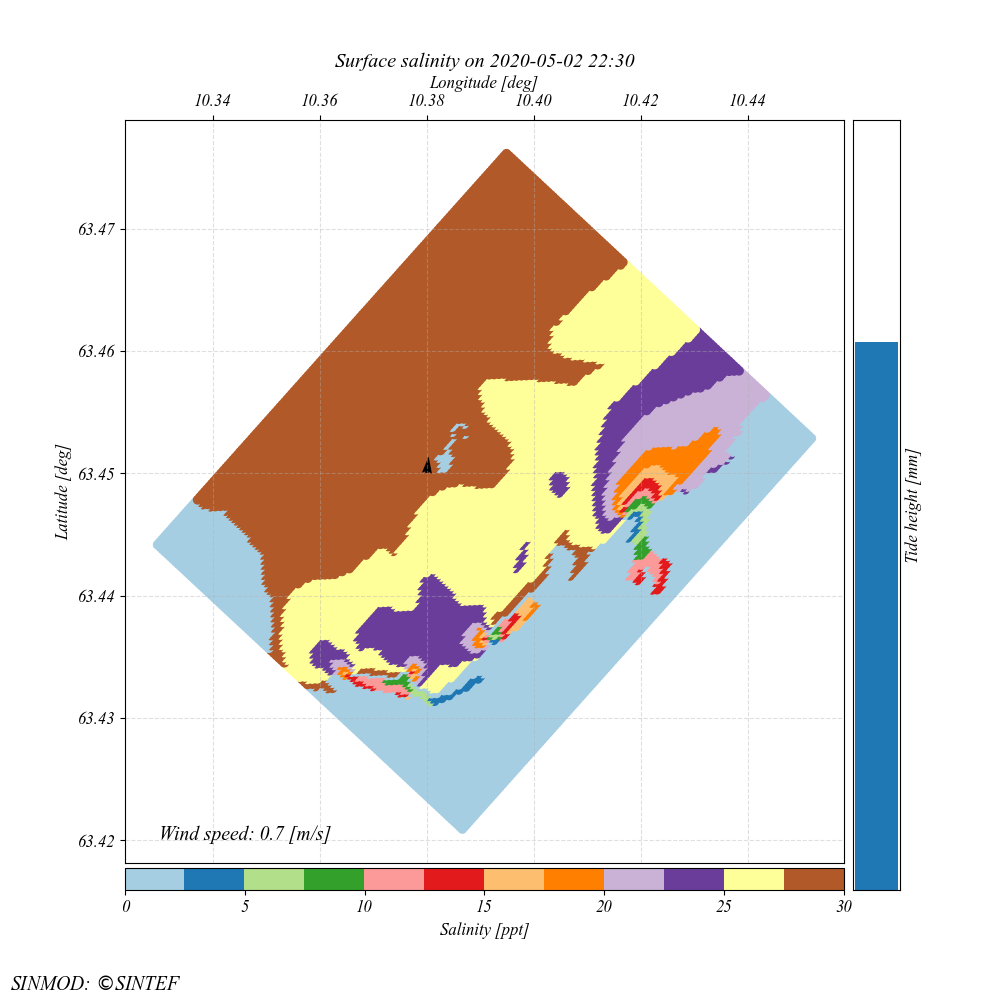 Surface salinity on 2020-05-02 22:30
Longitude [deg]
10.34 10.36 10.38 10.40 10.42 10.44
63.47
63.46
63.45
63.44
63.43
63.42
Latitude [deg]
Tide height [mm]
Wind speed: 0.7 [m/s]
0 5 10 15 20 25 30
Salinity [ppt]
SINMOD: ©SINTEF